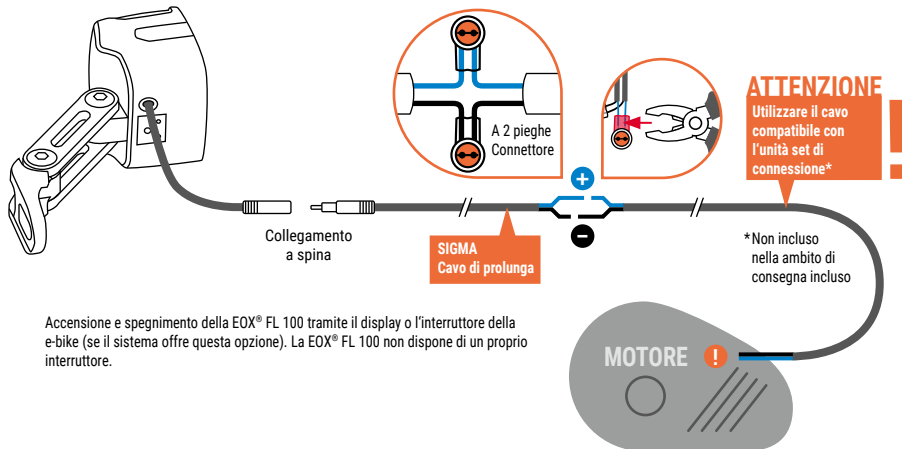 A 2 pieghe
Connettore
ATTENZIONE
Utilizzare il cavo
compatibile con
l'unità set di
connessione*
!
+
−
Collegamento
a spina
SIGMA
Cavo di prolunga
*Non incluso
nella ambito di
consegna incluso
Accensione e spegnimento della EOX® FL 100 tramite il display o l'interruttore della
e-bike (se il sistema offre questa opzione). La EOX® FL 100 non dispone di un proprio
interruttore.
MOTORE !